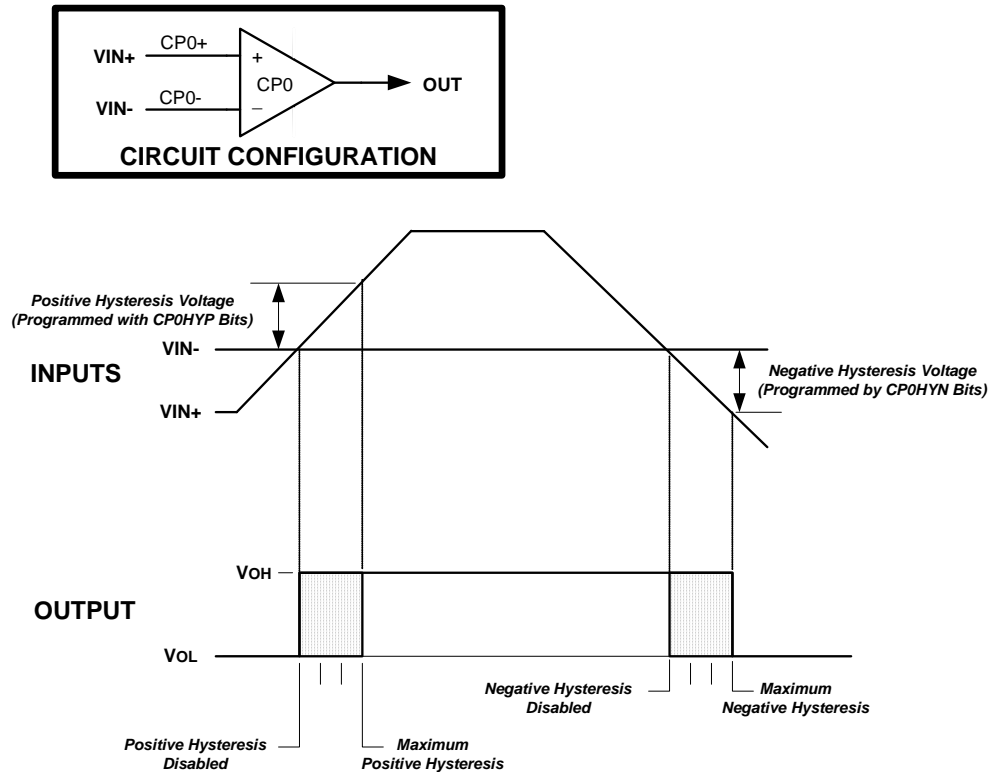 VIN+
CP0+
+
CP0
OUT
VIN-
CP0-
_
CIRCUIT CONFIGURATION
Positive Hysteresis Voltage
(Programmed with CP0HYP Bits)
VIN-
INPUTS
Negative Hysteresis Voltage
(Programmed by CP0HYN Bits)
VIN+
VOH
OUTPUT
VOL
Negative Hysteresis
Disabled
Maximum
Negative Hysteresis
Positive Hysteresis
Disabled
Maximum
Positive Hysteresis